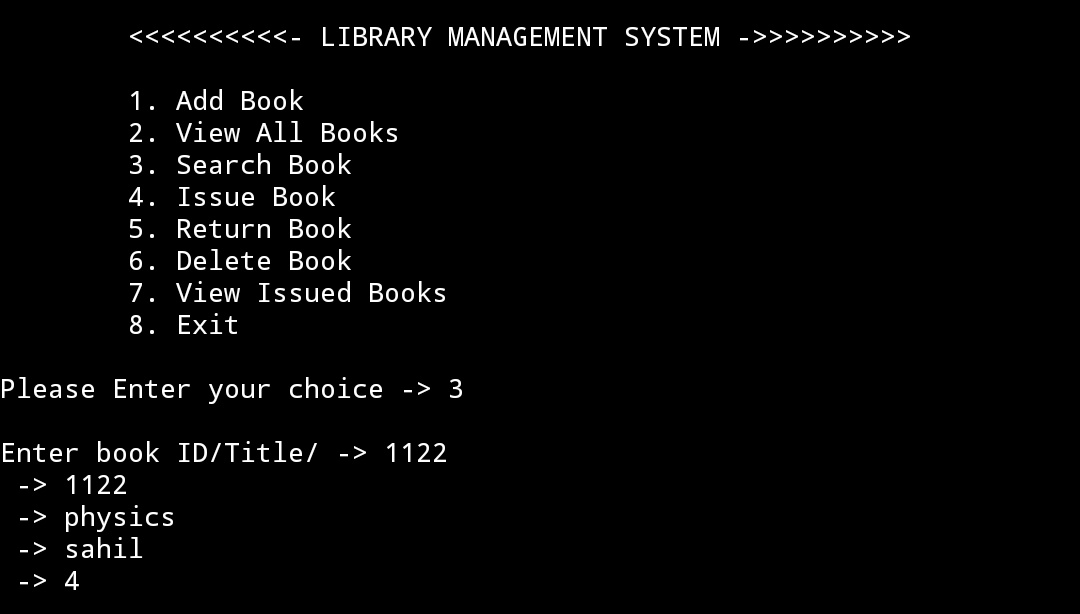 <<<<<<<<<<- LIBRARY MANAGEMENT SYSTEM ->>>>>>>>>>
1. Add Book
2. View All Books
3. Search Book
4. Issue Book
5. Return Book
6. Delete Book
7. View Issued Books
8. Exit
Please Enter your choice -> 3
Enter book ID/Title/ -> 1122
-> 1122
-> physics
-> sahil
-> 4